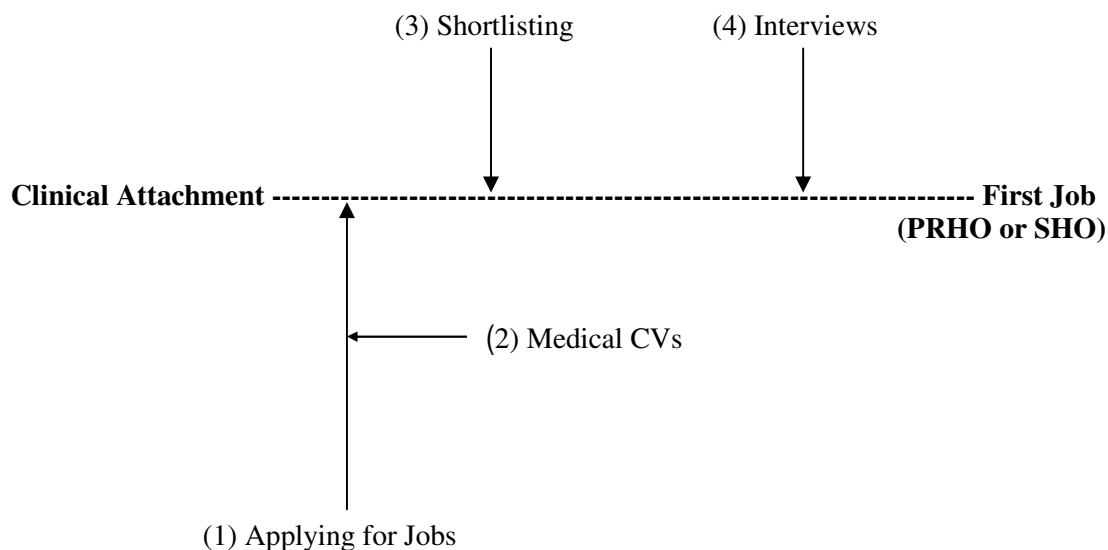 (3) Shortlisting (4) Interviews
Clinical Attachment First Job
(PRHO or SHO)
(2) Medical CVs
(1) Applying for Jobs